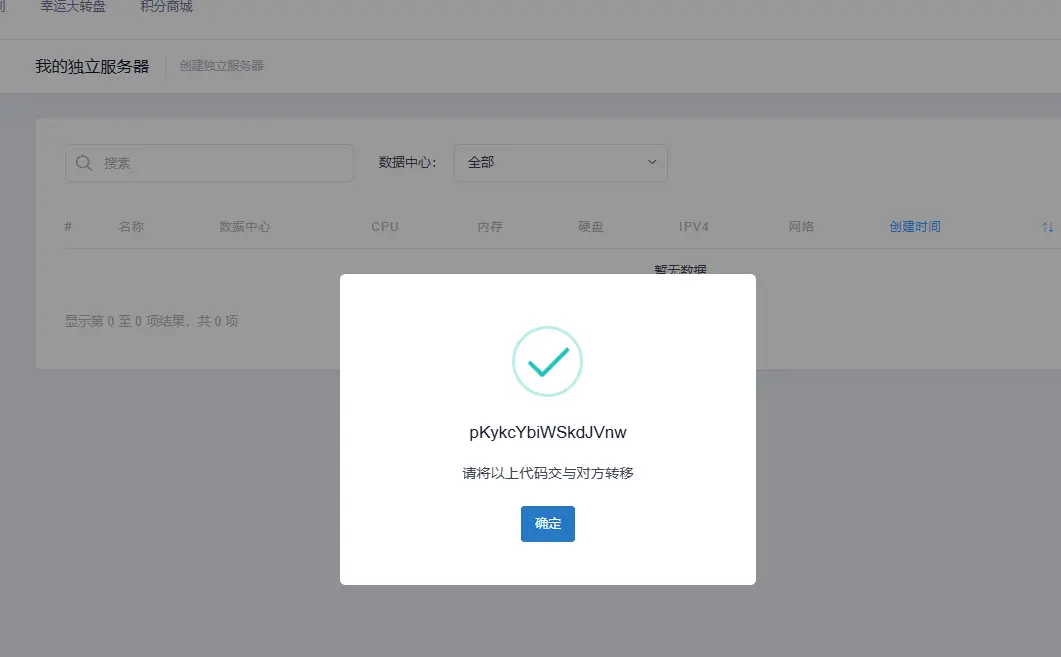 幸运大转盘 积分商城
我的独立服务器 创建独立服务器
搜索 数据中心： 全部
# 名称 数据中心 CPU 内存 硬盘 IPV4 网络 创建时间
暂无数据
显示第 0 至 0 项结果，共 0 项
pKykcYbiWSkdJVnw
请将以上代码交与对方转移
确定